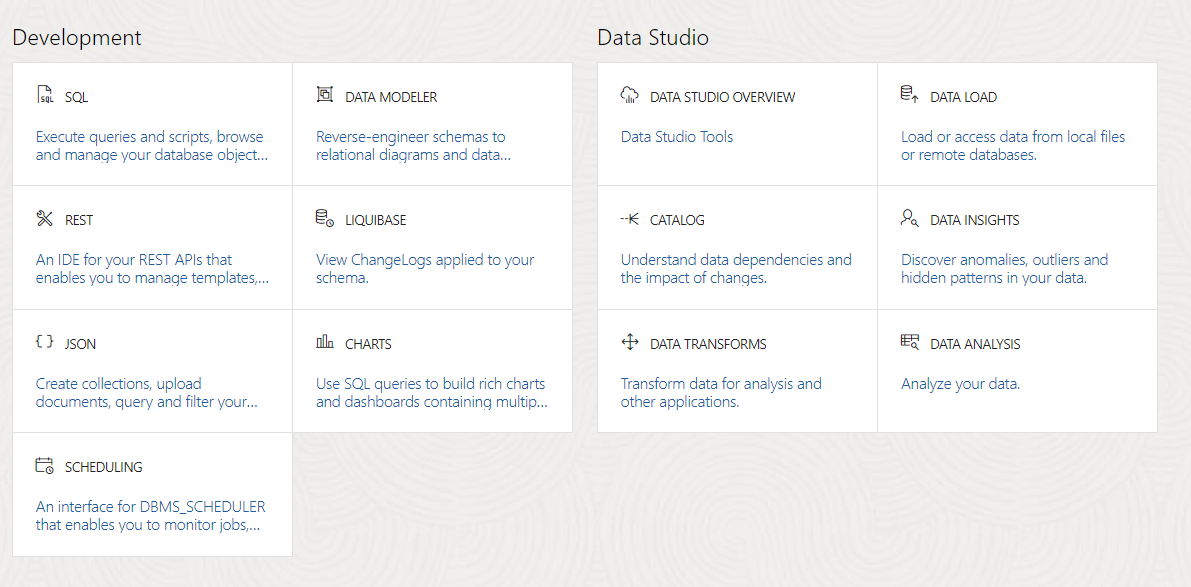 Development
SQL
Execute queries and scripts, browse
and manage your database object...
DATA MODELER
Reverse-engineer schemas to
relational diagrams and data...
REST
An IDE for your REST APIs that
enables you to manage templates,...
LIQUIBASE
View ChangeLogs applied to your
schema.
JSON
Create collections, upload
documents, query and filter your...
CHARTS
Use SQL queries to build rich charts
and dashboards containing multip...
SCHEDULING
An interface for DBMS_SCHEDULER
that enables you to monitor jobs,...
Data Studio
DATA STUDIO OVERVIEW
Data Studio Tools
DATA LOAD
Load or access data from local files
or remote databases.
CATALOG
Understand data dependencies and
the impact of changes.
DATA INSIGHTS
Discover anomalies, outliers and
hidden patterns in your data.
DATA TRANSFORMS
Transform data for analysis and
other applications.
DATA ANALYSIS
Analyze your data.